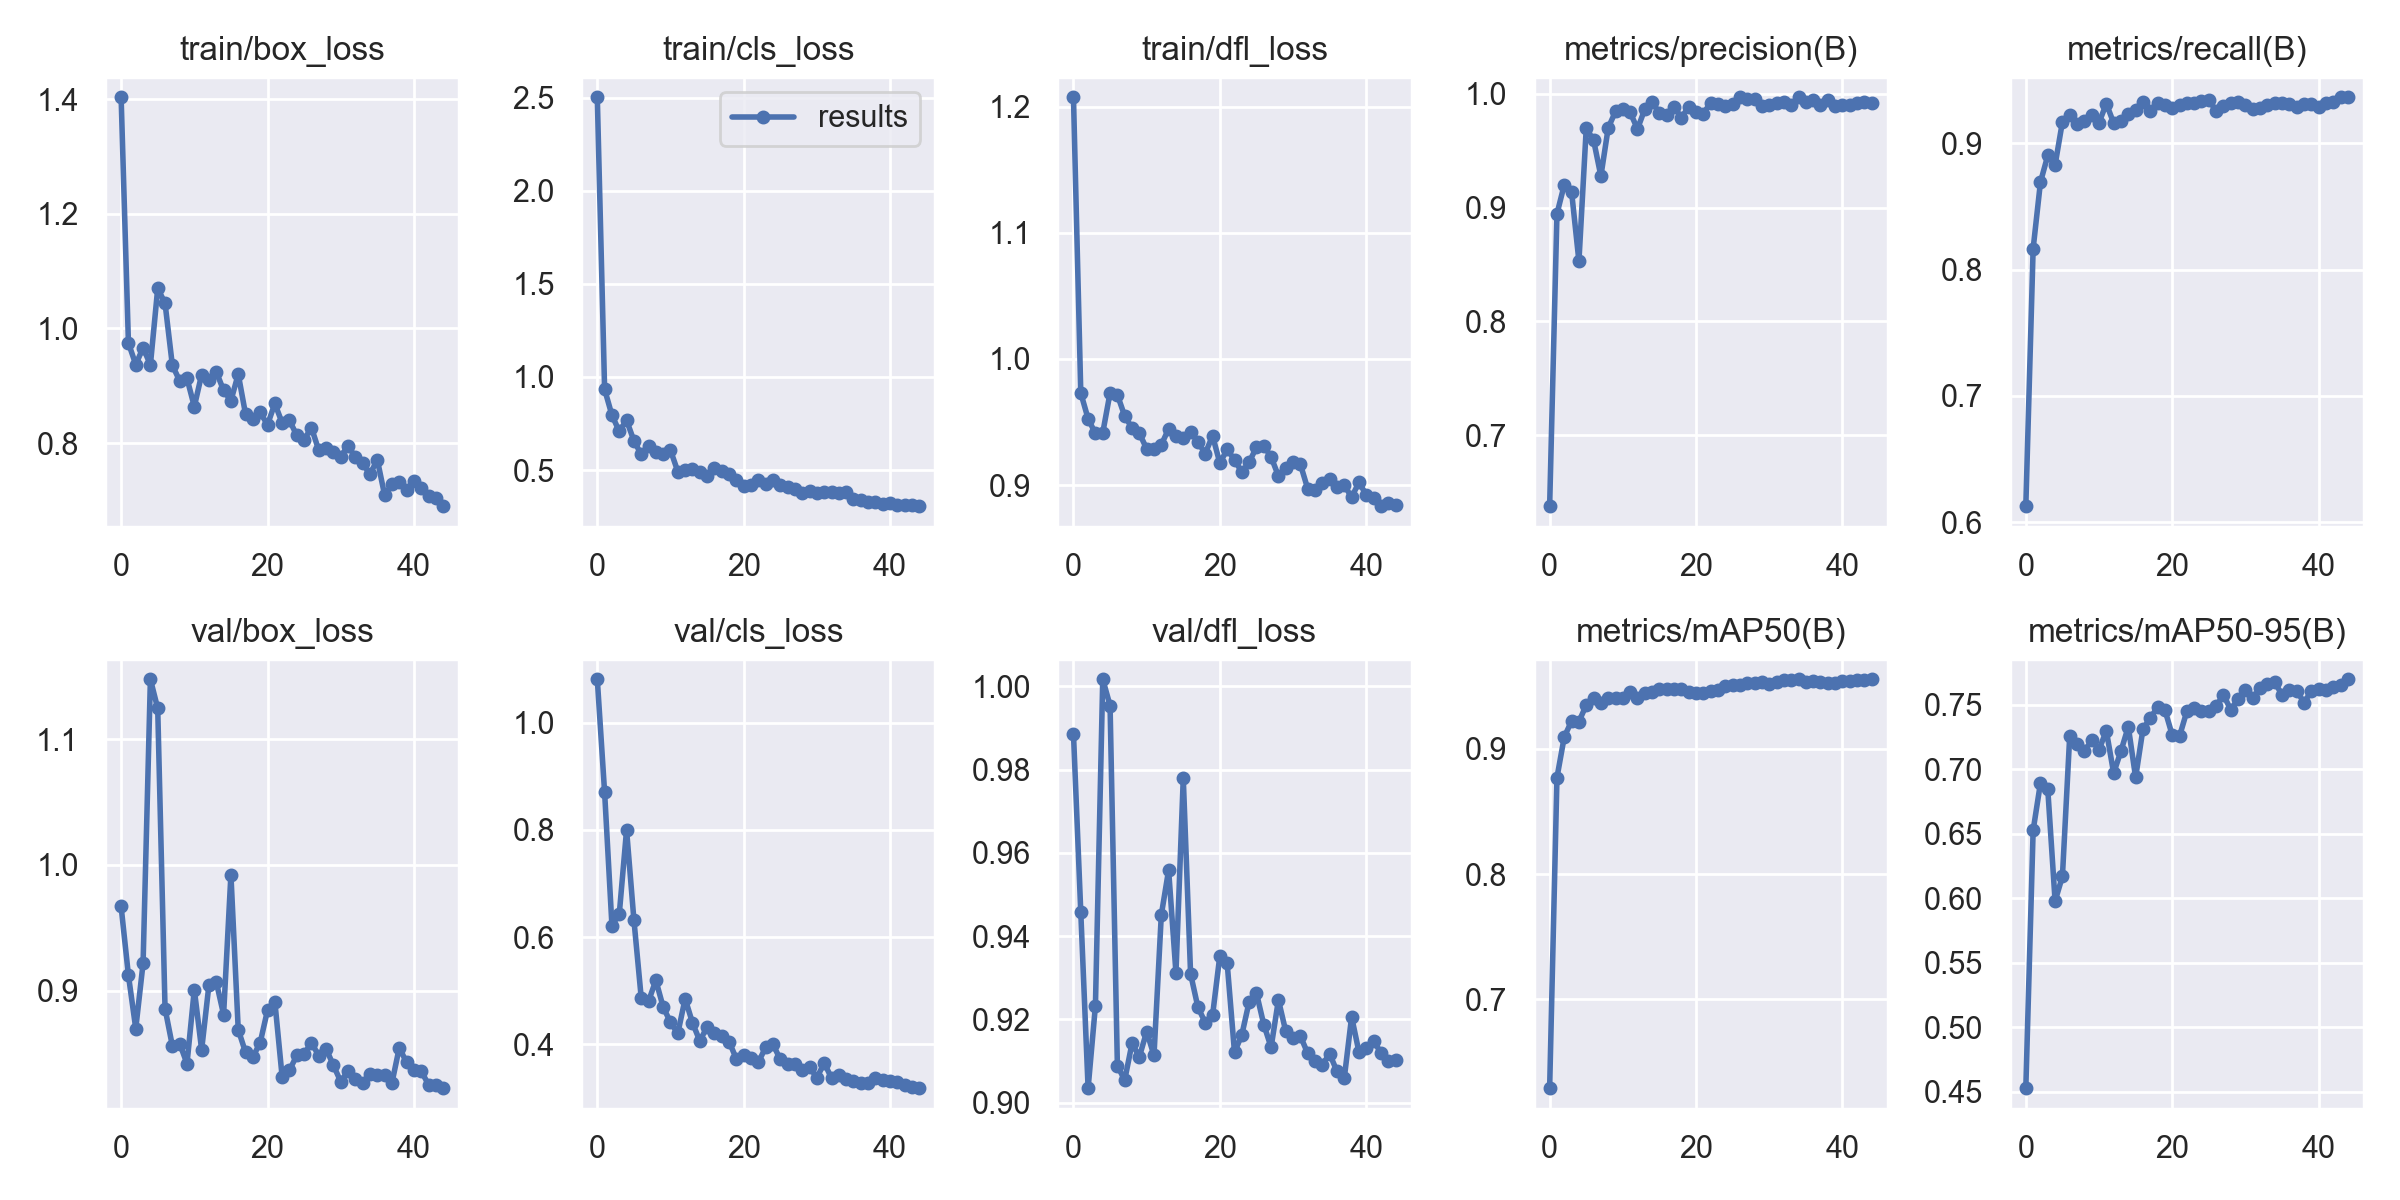 train/box_loss
1.4
1.2
1.0
0.8
0 20 40
train/cls_loss
results
2.5
2.0
1.5
1.0
0.5
0 20 40
train/dfl_loss
1.2
1.1
1.0
0.9
0 20 40
metrics/precision(B)
1.0
0.9
0.8
0.7
0 20 40
metrics/recall(B)
0.9
0.8
0.7
0.6
0 20 40
val/box_loss
1.1
1.0
0.9
0 20 40
val/cls_loss
1.0
0.8
0.6
0.4
0 20 40
val/dfl_loss
1.00
0.98
0.96
0.94
0.92
0.90
0 20 40
metrics/mAP50(B)
0.9
0.8
0.7
0 20 40
metrics/mAP50-95(B)
0.75
0.70
0.65
0.60
0.55
0.50
0.45
0 20 40